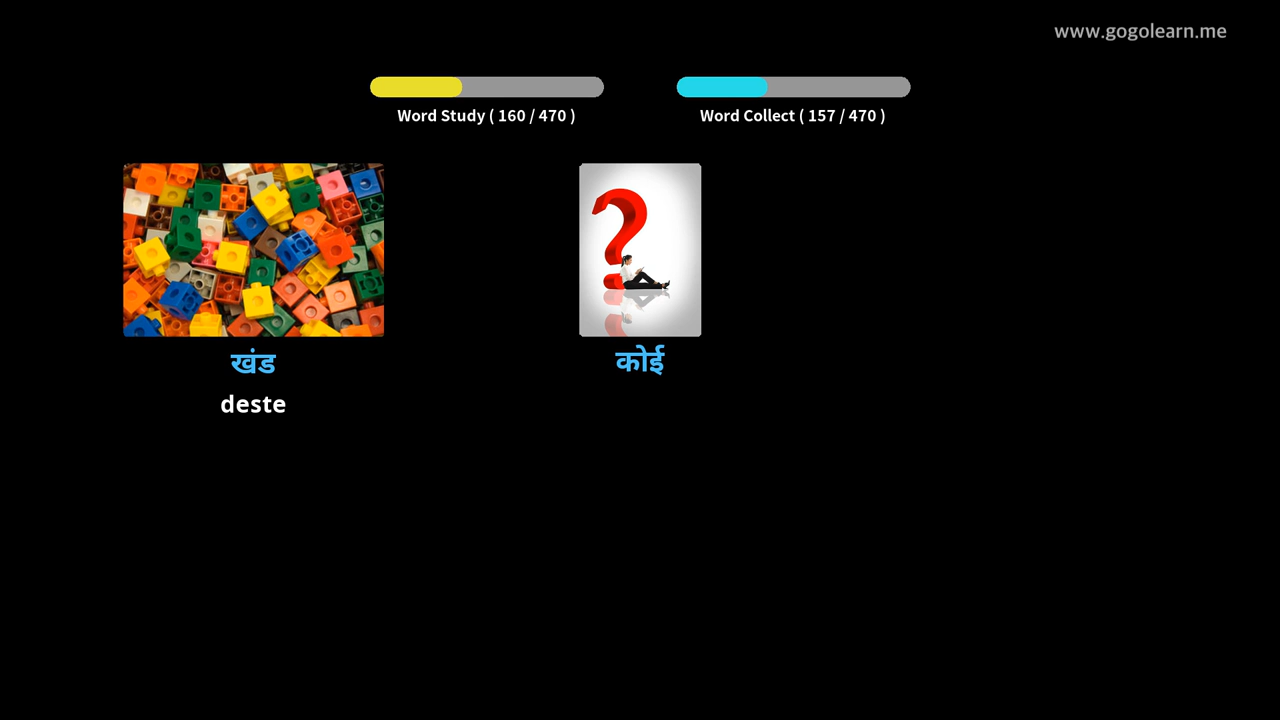 www.gogolearn.me
Word Study ( 160 / 470 )
Word Collect ( 157 / 470 )
खंड
कोई
deste